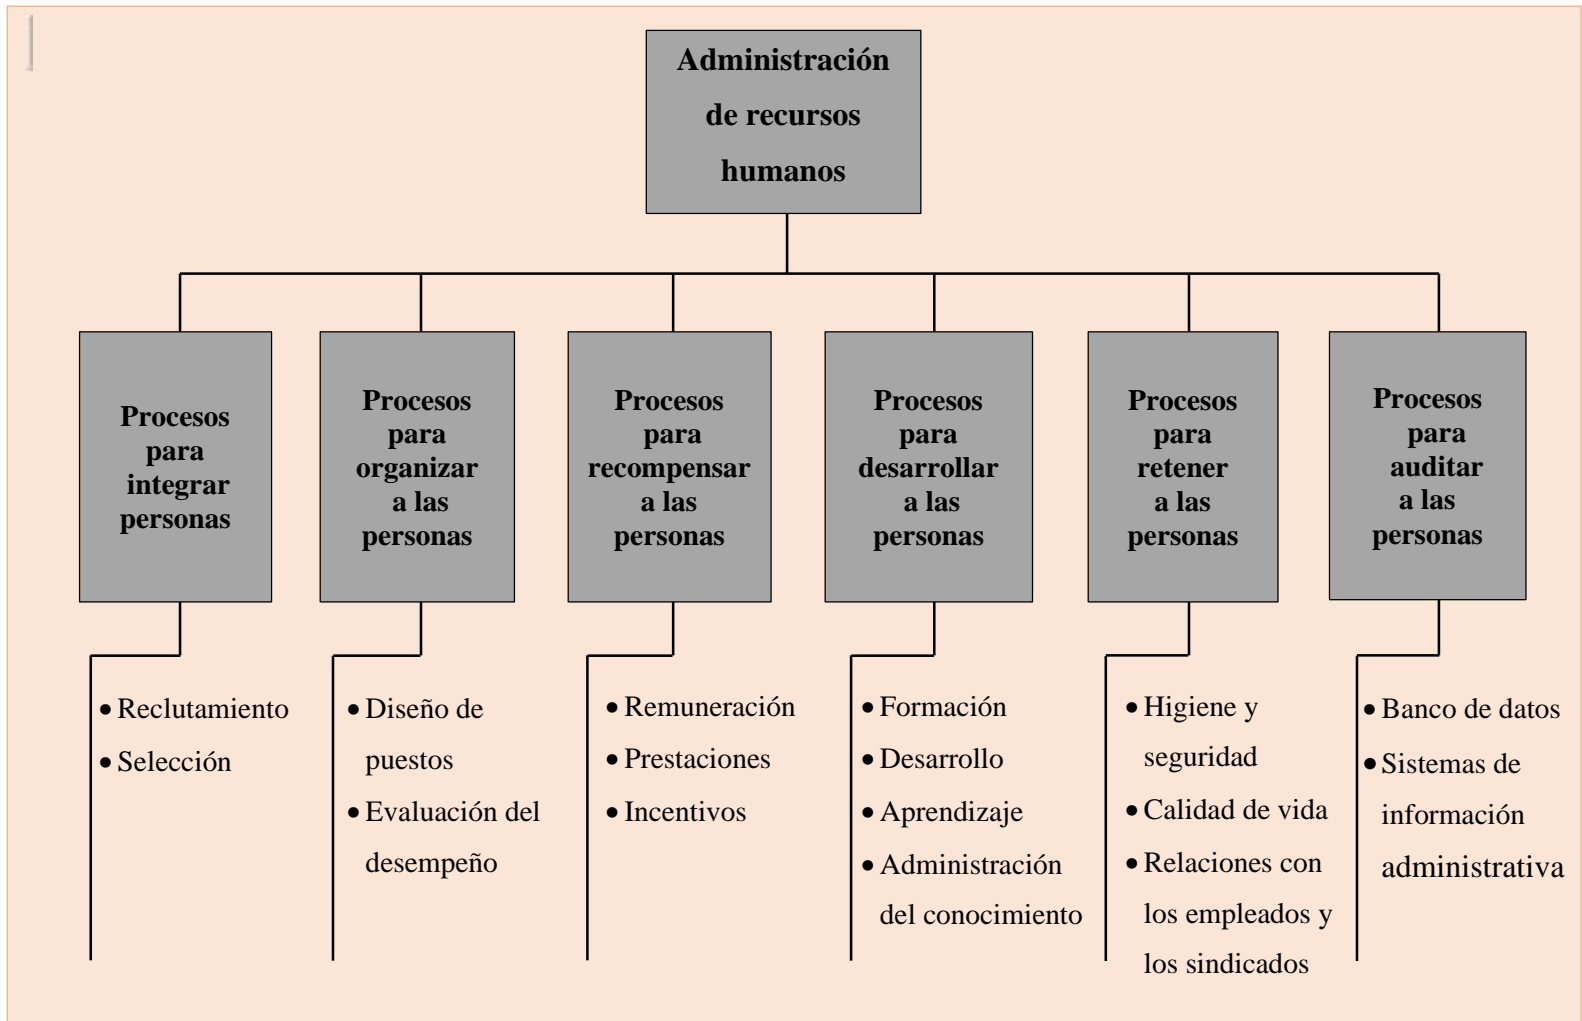 Administración
de recursos
humanos
Procesos
para
integrar
personas
Procesos
para
organizar
a las
personas
Procesos
para
recompensar
a las
personas
Procesos
para
desarrollar
a las
personas
Procesos
para
retener
a las
personas
Procesos
para
auditar
a las
personas
• Reclutamiento
• Selección
• Diseño de
puestos
• Evaluación del
desempeño
• Remuneración
• Prestaciones
• Incentivos
• Formación
• Desarrollo
• Aprendizaje
• Administración
del conocimiento
• Higiene y
seguridad
• Calidad de vida
• Relaciones con
los empleados y
los sindicados
• Banco de datos
• Sistemas de
información
administrativa